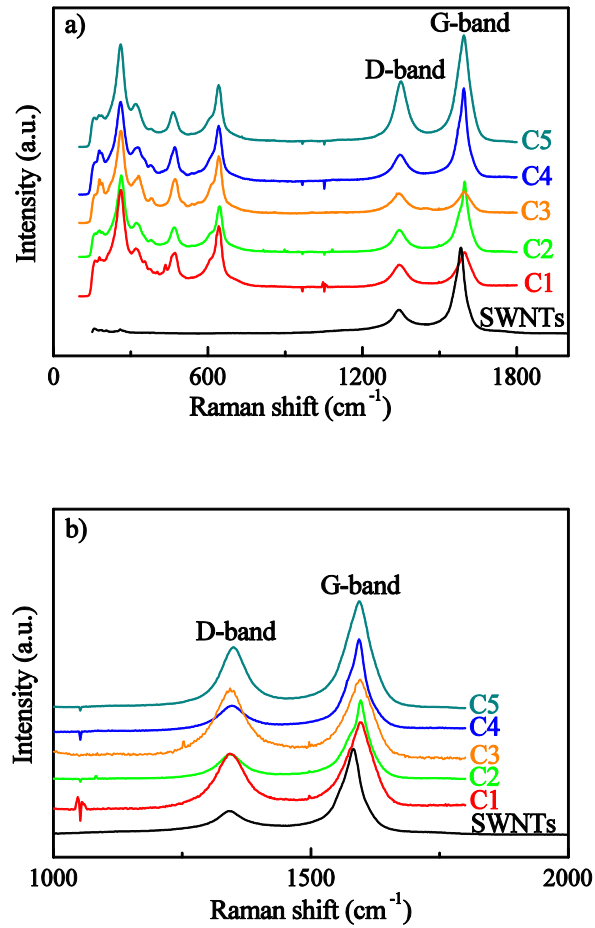 a)
G-band
D-band
C5
C4
C3
C2
C1
SWNTs
Intensity (a.u.)
0 600 1200 1800
Raman shift (cm⁻¹)
b)
G-band
D-band
C5
C4
C3
C2
C1
SWNTs
Intensity (a.u.)
1000 1500 2000
Raman shift (cm⁻¹)